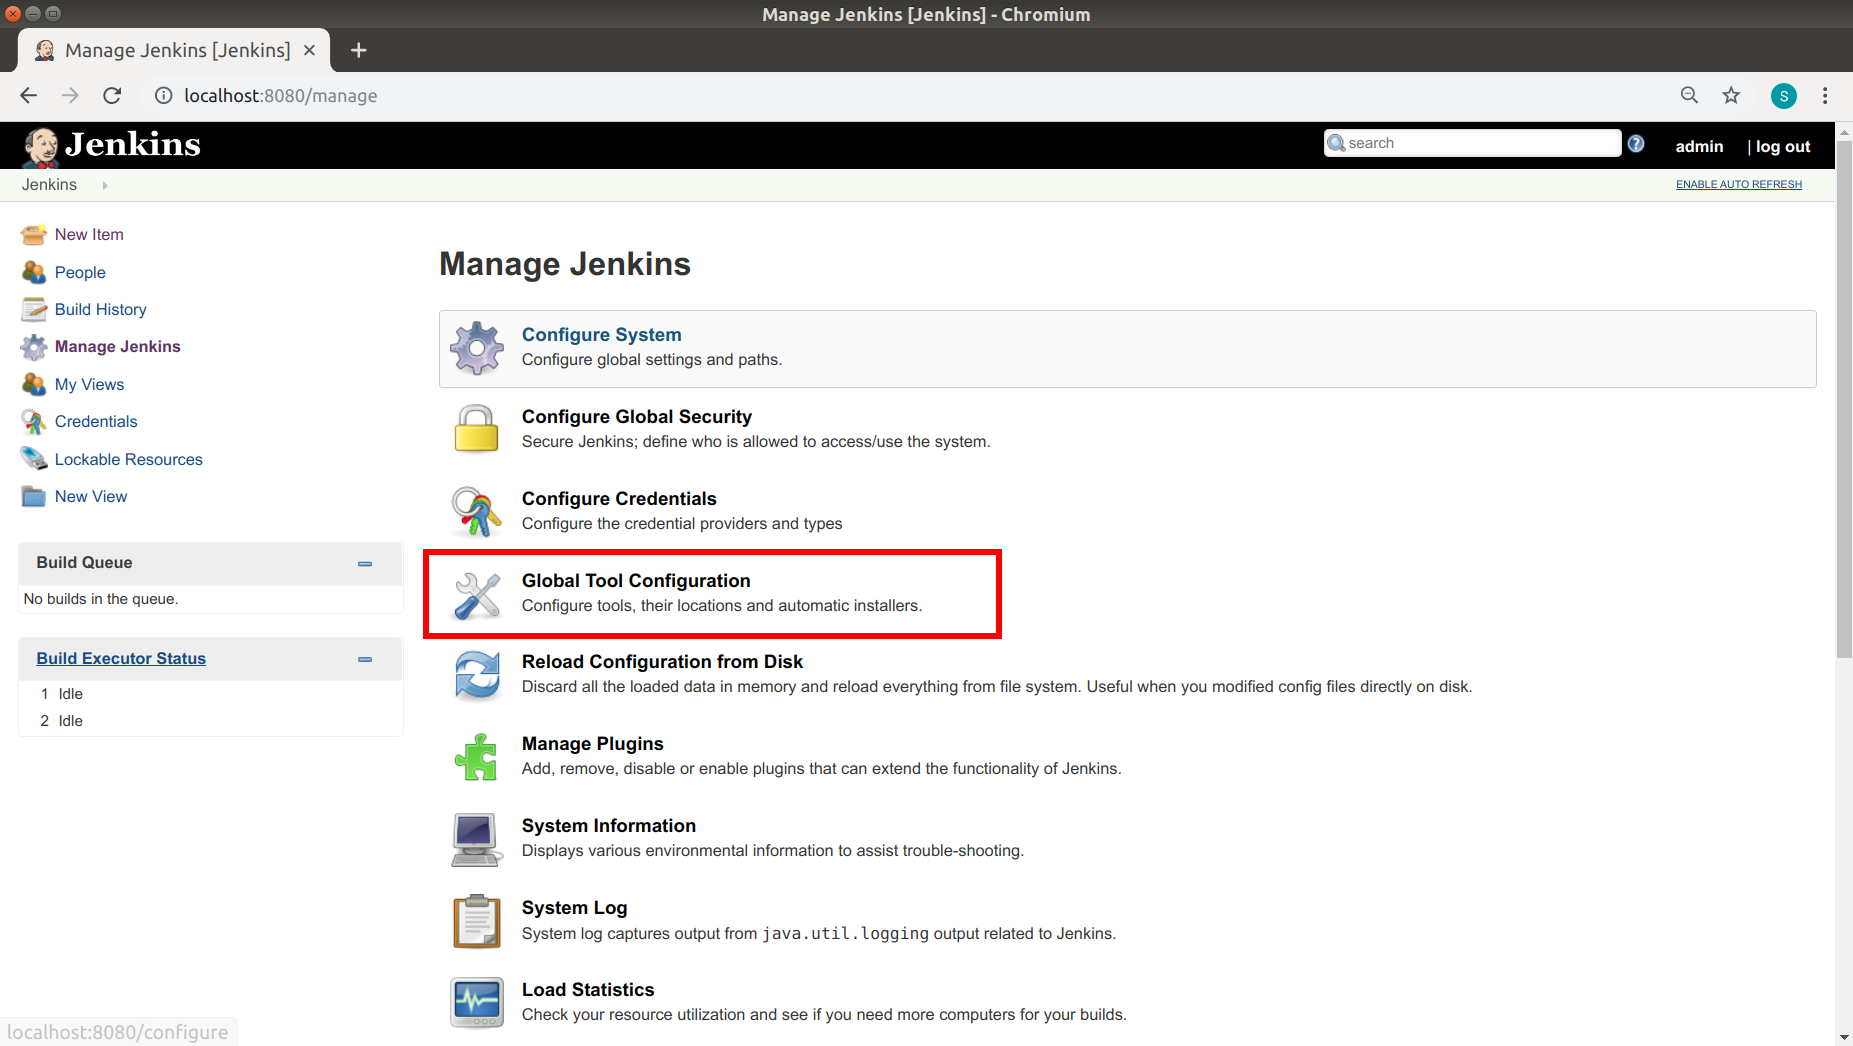 Manage Jenkins [Jenkins] - Chromium
Manage Jenkins [Jenkins]
localhost:8080/manage
S
Jenkins
search
admin | log out
Jenkins
ENABLE AUTO REFRESH
New Item
People
Build History
Manage Jenkins
My Views
Credentials
Lockable Resources
New View
Build Queue
No builds in the queue.
Build Executor Status
1 Idle
2 Idle
Manage Jenkins
Configure System
Configure global settings and paths.
Configure Global Security
Secure Jenkins; define who is allowed to access/use the system.
Configure Credentials
Configure the credential providers and types
Global Tool Configuration
Configure tools, their locations and automatic installers.
Reload Configuration from Disk
Discard all the loaded data in memory and reload everything from file system. Useful when you modified config files directly on disk.
Manage Plugins
Add, remove, disable or enable plugins that can extend the functionality of Jenkins.
System Information
Displays various environmental information to assist trouble-shooting.
System Log
System log captures output from java.util.logging output related to Jenkins.
Load Statistics
Check your resource utilization and see if you need more computers for your builds.
localhost:8080/configure